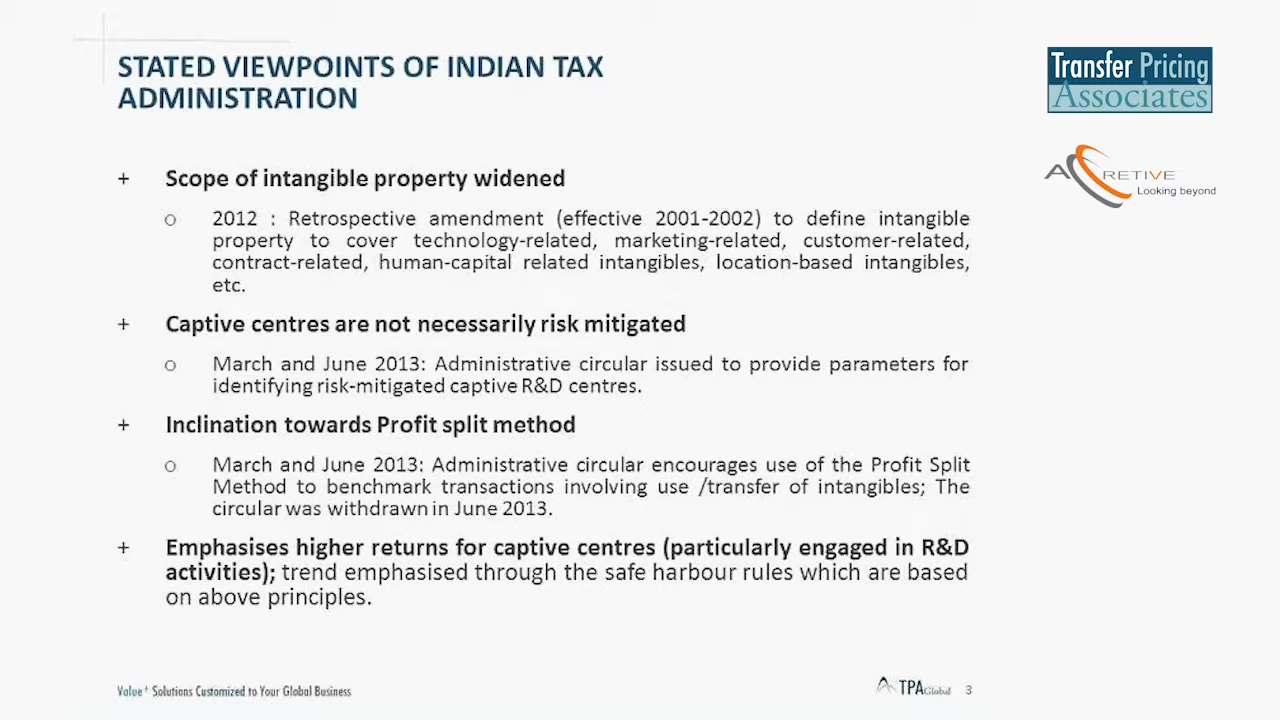 STATED VIEWPOINTS OF INDIAN TAX
ADMINISTRATION
Transfer Pricing
Associates
ACCRETIVE
Looking beyond
+ Scope of intangible property widened
o 2012 : Retrospective amendment (effective 2001-2002) to define intangible
property to cover technology-related, marketing-related, customer-related,
contract-related, human-capital related intangibles, location-based intangibles,
etc.
+ Captive centres are not necessarily risk mitigated
o March and June 2013: Administrative circular issued to provide parameters for
identifying risk-mitigated captive R&D centres.
+ Inclination towards Profit split method
o March and June 2013: Administrative circular encourages use of the Profit Split
Method to benchmark transactions involving use /transfer of intangibles; The
circular was withdrawn in June 2013.
+ Emphasises higher returns for captive centres (particularly engaged in R&D
activities); trend emphasised through the safe harbour rules which are based
on above principles.
Value+ Solutions Customized to Your Global Business
TPA Global 3